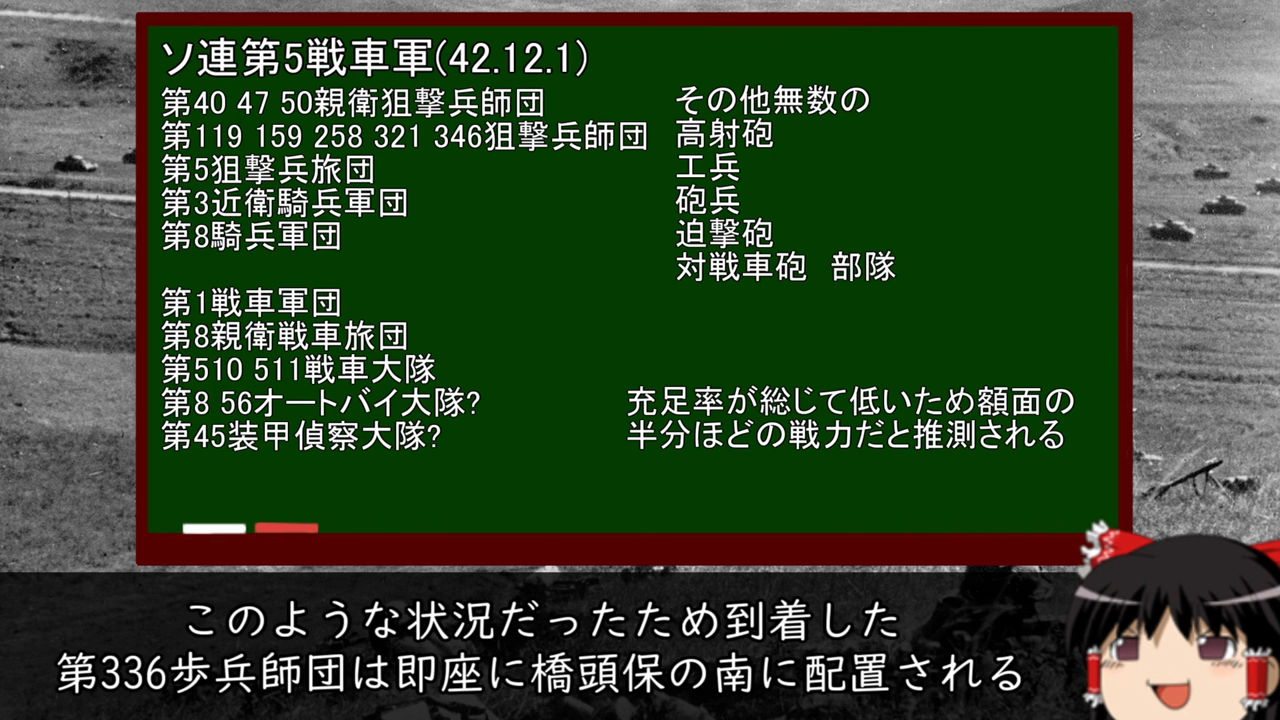 ソ連第5戦車軍(42.12.1)
第40 47 50親衛狙撃兵師団
第119 159 258 321 346狙撃兵師団
第5狙撃兵旅団
第3近衛騎兵軍団
第8騎兵軍団
第1戦車軍団
第8親衛戦車旅団
第510 511戦車大隊
第8 56オートバイ大隊?
第45装甲偵察大隊?
その他無数の
高射砲
工兵
砲兵
迫撃砲
対戦車砲　部隊
充足率が総じて低いため額面の
半分ほどの戦力だと推測される
このような状況だったため到着した
第336歩兵師団は即座に橋頭保の南に配置される